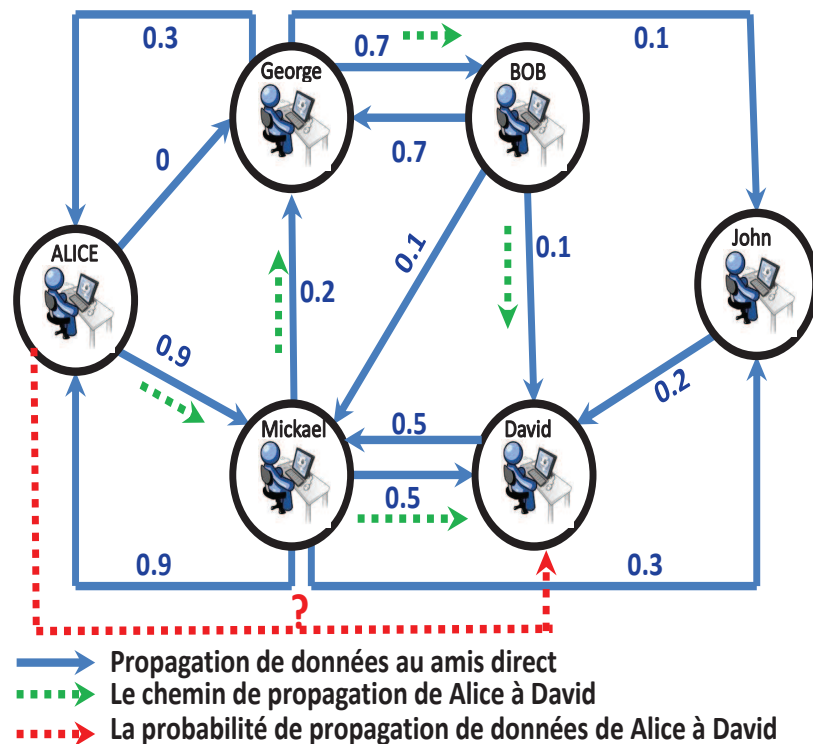 0.3
0.7
0.1
George
BOB
0
0.7
ALICE
0.1
0.1
John
0.2
0.9
0.2
Mickael
0.5
David
0.5
0.9
0.3
?
Propagation de données au amis direct
Le chemin de propagation de Alice à David
La probabilité de propagation de données de Alice à David